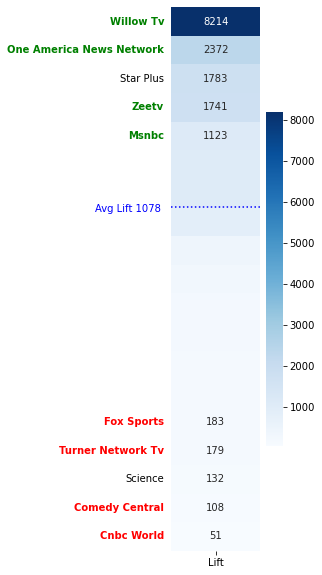 Willow Tv 8214
One America News Network 2372
Star Plus 1783
Zeetv 1741
Msnbc 1123
Avg Lift 1078
Fox Sports 183
Turner Network Tv 179
Science 132
Comedy Central 108
Cnbc World 51
Lift
8000
7000
6000
5000
4000
3000
2000
1000